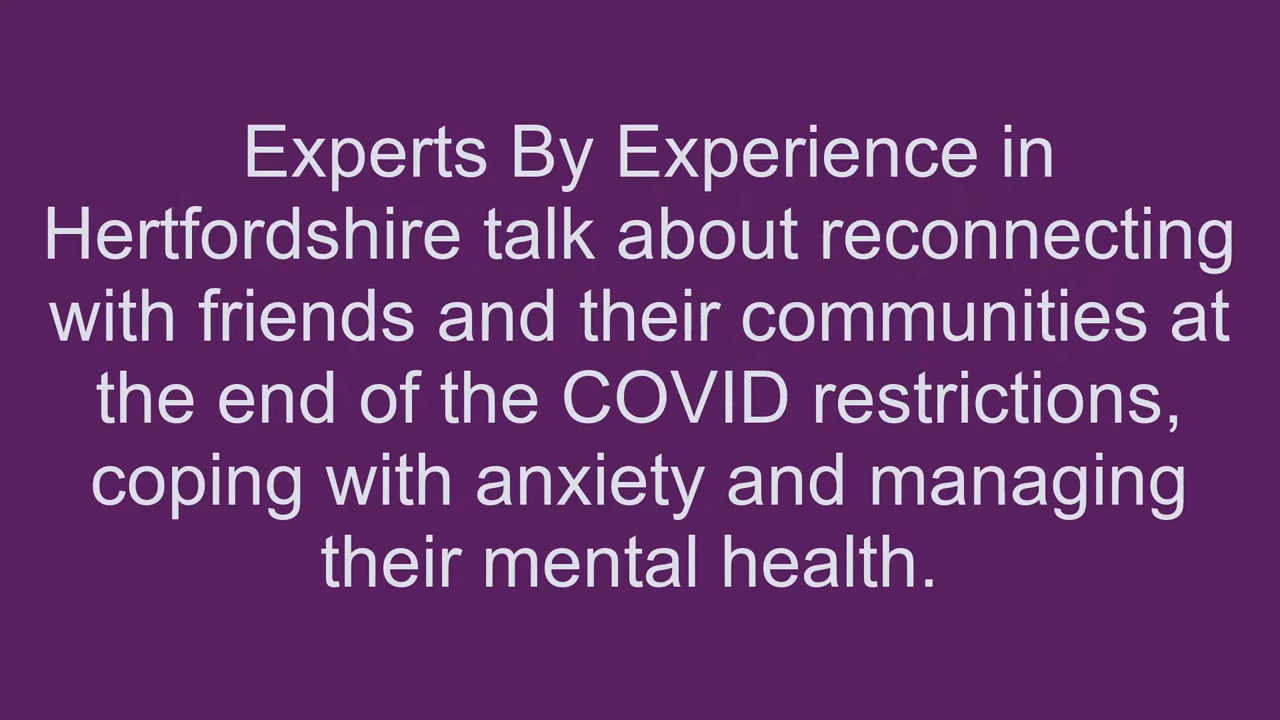 Experts By Experience in
Hertfordshire talk about reconnecting
with friends and their communities at
the end of the COVID restrictions,
coping with anxiety and managing
their mental health.